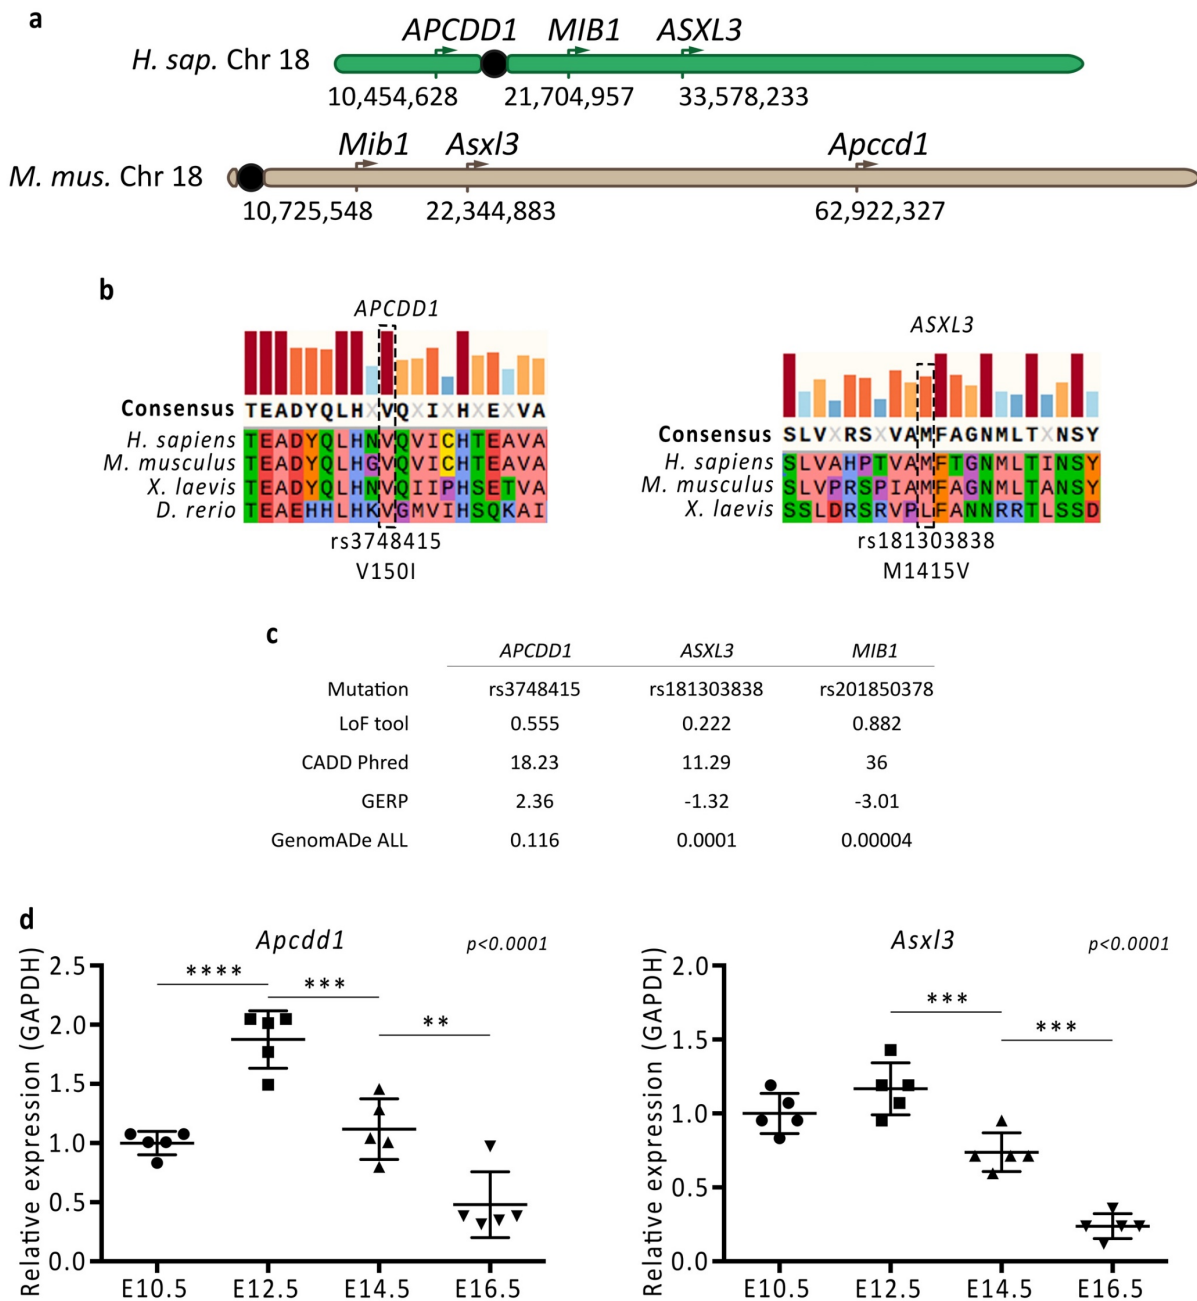 a
APCDD1 MIB1 ASXL3
H. sap. Chr 18
10,454,628 21,704,957 33,578,233
Mib1 Asxl3 Apccd1
M. mus. Chr 18
10,725,548 22,344,883 62,922,327
b
APCDD1
Consensus TEADYQLHXVQXIXHXEXVA
H. sapiens TEADYQLHNVQVICHTEAVA
M. musculus TEADYQLHGVQVICHTEAVA
X. laevis TEADYQLHNVQIIPHSETVA
D. rerio TEAEHHLHKVGMVIHSQKAI
rs3748415
V150I
ASXL3
Consensus SLVXRSXVAMFAGNMLTXNSY
H. sapiens SLVAHPTVAMFTGNMLTINSY
M. musculus SLVPRSPIAMFAGNMLTANSY
X. laevis SSLDRSRVPLFANNRRTLSSD
rs181303838
M1415V
c
APCDD1 ASXL3 MIB1
Mutation rs3748415 rs181303838 rs201850378
LoF tool 0.555 0.222 0.882
CADD Phred 18.23 11.29 36
GERP 2.36 -1.32 -3.01
GenomADe ALL 0.116 0.0001 0.00004
d
Apcdd1 p<0.0001
Relative expression (GAPDH)
2.5
2.0
1.5
1.0
0.5
0.0
**** *** **
E10.5 E12.5 E14.5 E16.5
Asxl3 p<0.0001
Relative expression (GAPDH)
2.0
1.5
1.0
0.5
0.0
*** ***
E10.5 E12.5 E14.5 E16.5